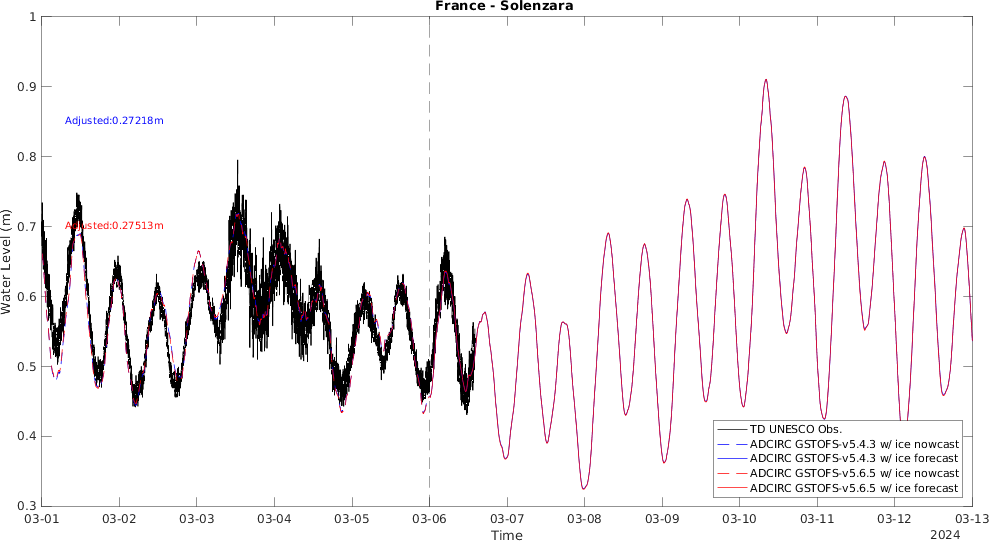 France - Solenzara
Water Level (m)
1
0.9
0.8
0.7
0.6
0.5
0.4
0.3
Adjusted:0.27218m
Adjusted:0.27513m
TD UNESCO Obs.
ADCIRC GSTOFS-v5.4.3 w/ ice nowcast
ADCIRC GSTOFS-v5.4.3 w/ ice forecast
ADCIRC GSTOFS-v5.6.5 w/ ice nowcast
ADCIRC GSTOFS-v5.6.5 w/ ice forecast
03-01 03-02 03-03 03-04 03-05 03-06 03-07 03-08 03-09 03-10 03-11 03-12 03-13
Time
2024